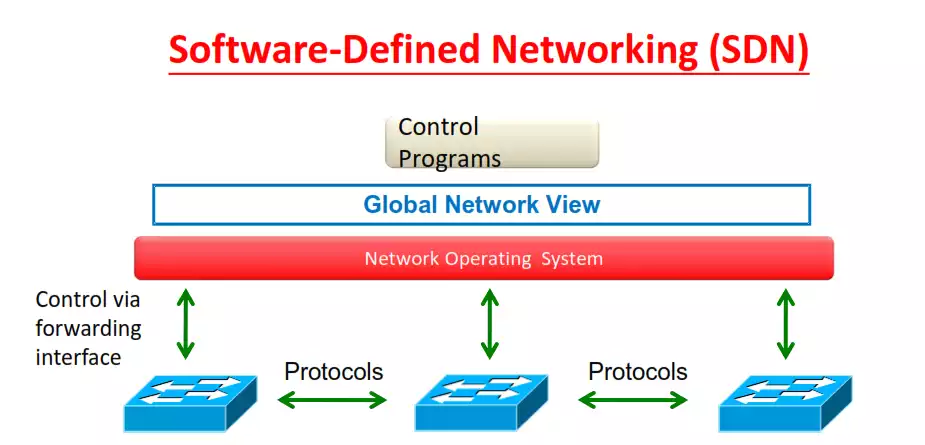 Software-Defined Networking (SDN)
Control
Programs
Global Network View
Network Operating System
Control via
forwarding
interface
Protocols
Protocols